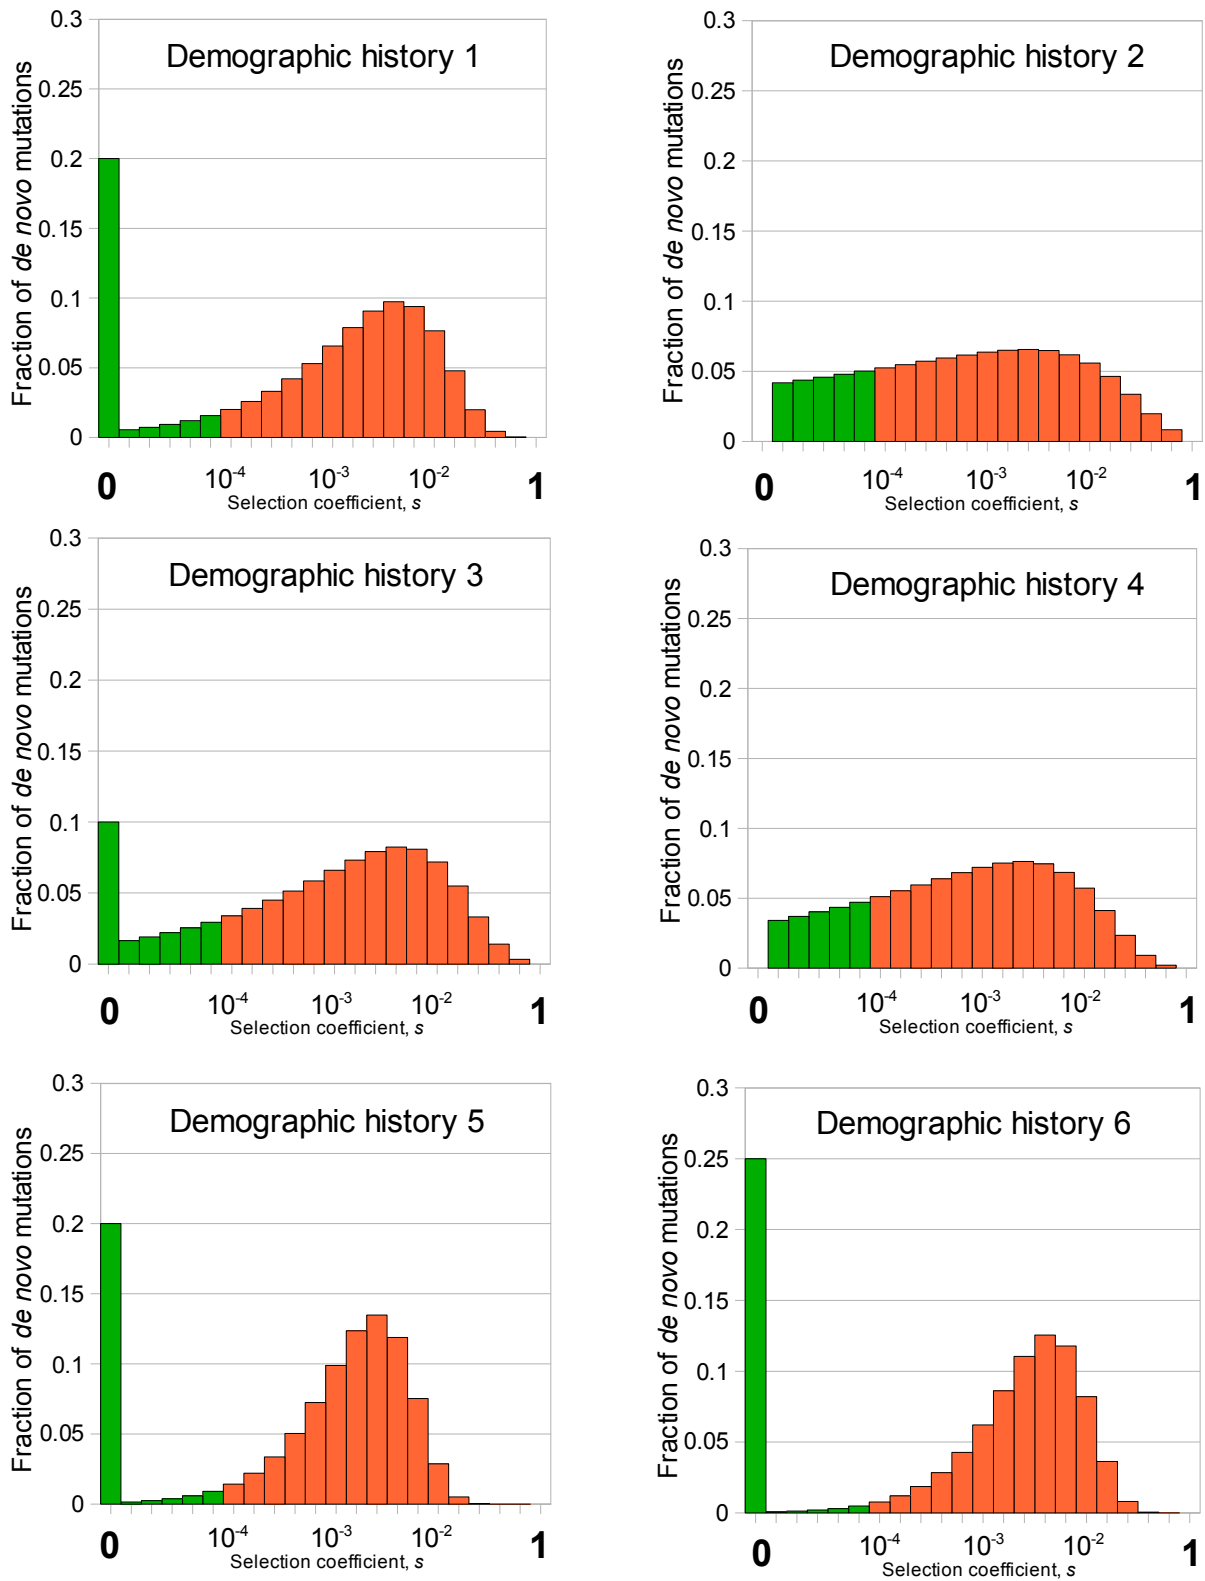 Demographic history 1
Fraction of de novo mutations
0.3
0.25
0.2
0.15
0.1
0.05
0
0 10-4 10-3 10-2 1
Selection coefficient, s
Demographic history 2
Fraction of de novo mutations
0.3
0.25
0.2
0.15
0.1
0.05
0
0 10-4 10-3 10-2 1
Selection coefficient, s
Demographic history 3
Fraction of de novo mutations
0.3
0.25
0.2
0.15
0.1
0.05
0
0 10-4 10-3 10-2 1
Selection coefficient, s
Demographic history 4
Fraction of de novo mutations
0.3
0.25
0.2
0.15
0.1
0.05
0
0 10-4 10-3 10-2 1
Selection coefficient, s
Demographic history 5
Fraction of de novo mutations
0.3
0.25
0.2
0.15
0.1
0.05
0
0 10-4 10-3 10-2 1
Selection coefficient, s
Demographic history 6
Fraction of de novo mutations
0.3
0.25
0.2
0.15
0.1
0.05
0
0 10-4 10-3 10-2 1
Selection coefficient, s